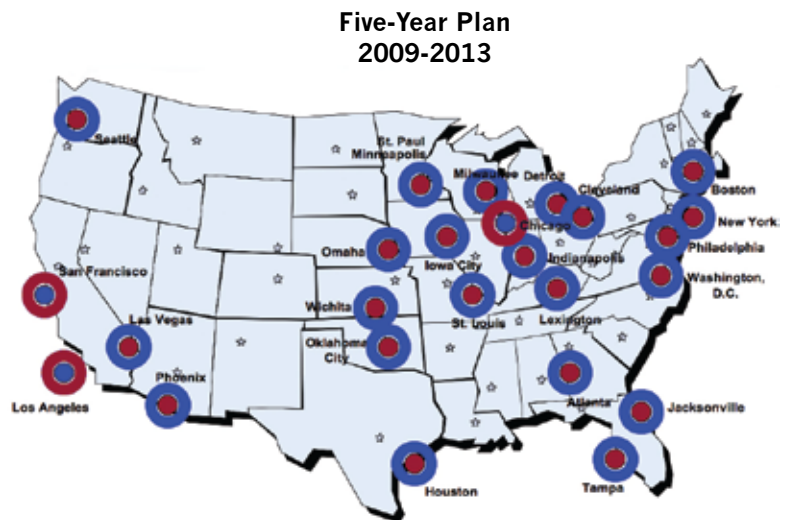 Five-Year Plan
2009-2013
Seattle
St. Paul
Minneapolis
Milwaukee
Detroit
Cleveland
Boston
Chicago
New York
Omaha
Iowa City
Indianapolis
Philadelphia
San Francisco
Washington,
D.C.
Wichita
St. Louis
Lexington
Las Vegas
Oklahoma
City
Phoenix
Los Angeles
Atlanta
Jacksonville
Tampa
Houston